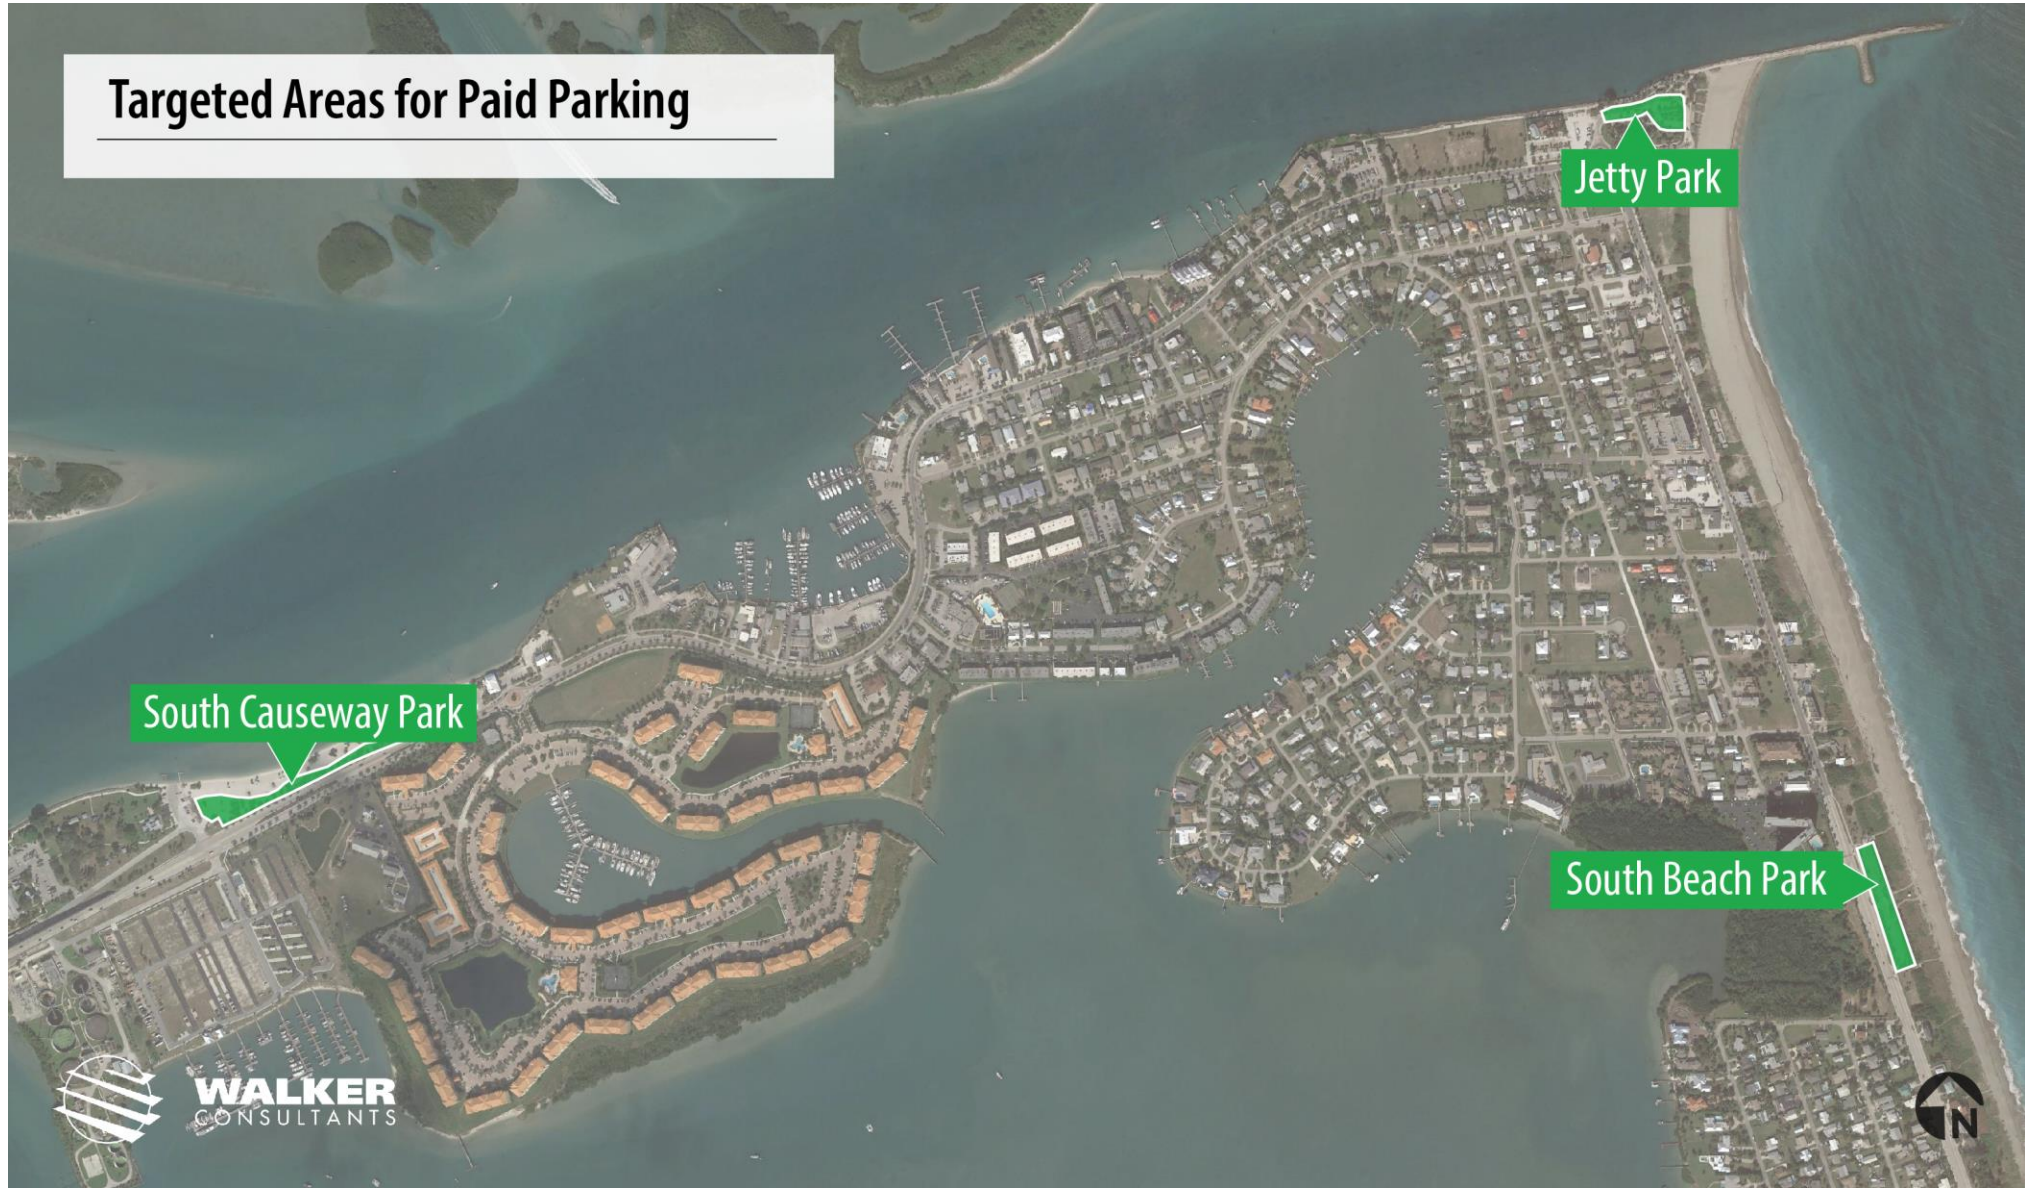 Targeted Areas for Paid Parking
Jetty Park
South Causeway Park
South Beach Park
WALKER
CONSULTANTS
N